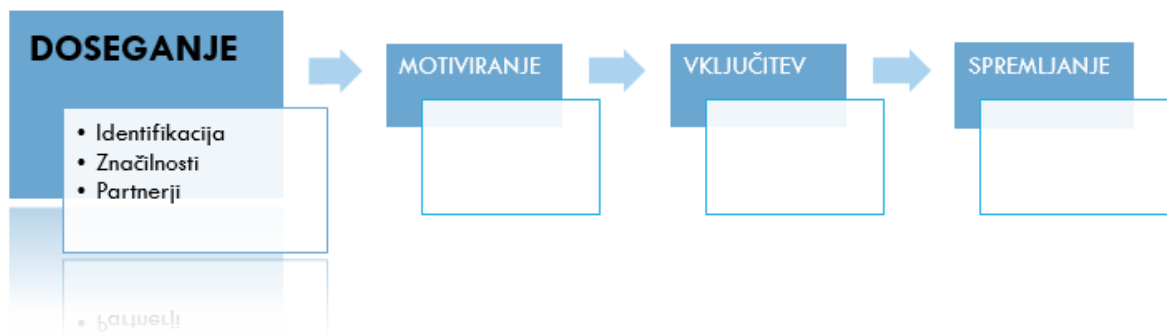 DOSEGANJE
• Identifikacija
• Značilnosti
• Partnerji
MOTIVIRANJE
VKLJUČITEV
SPREMLJANJE